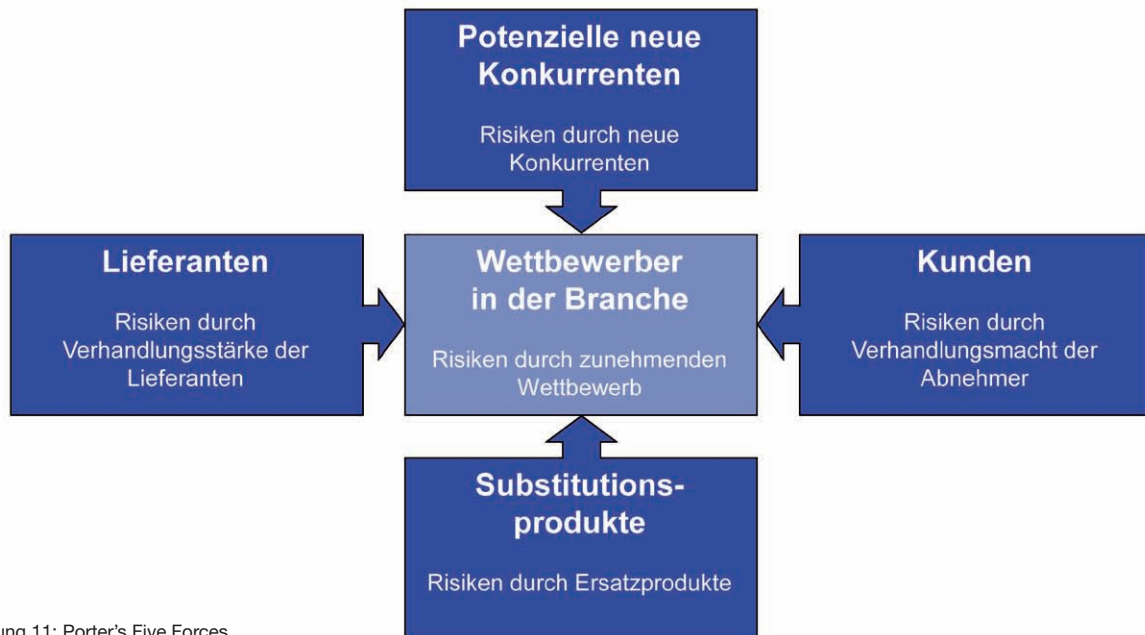 Potenzielle neue
Konkurrenten
Risiken durch neue
Konkurrenten
Lieferanten
Risiken durch
Verhandlungsstärke der
Lieferanten
Wettbewerber
in der Branche
Risiken durch zunehmenden
Wettbewerb
Kunden
Risiken durch
Verhandlungsmacht der
Abnehmer
Substitutions-
produkte
Risiken durch Ersatzprodukte
11: Porter's Five Forces